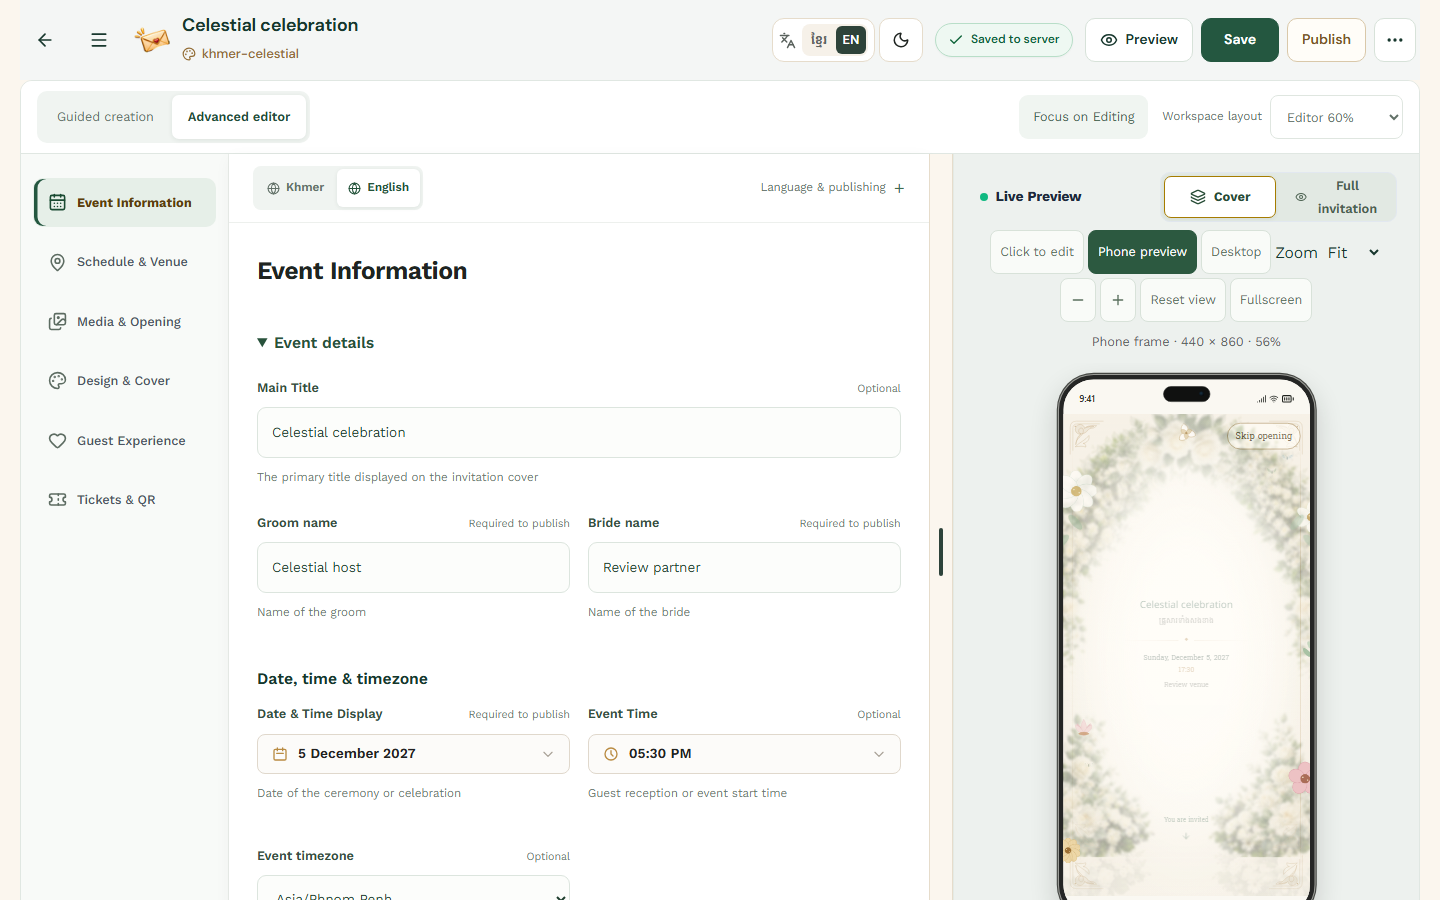 Celestial celebration
khmer-celestial
ខ្មែរ
EN
Saved to server
Preview
Save
Publish
Guided creation
Advanced editor
Focus on Editing
Workspace layout
Editor 60%
Event Information
Schedule & Venue
Media & Opening
Design & Cover
Guest Experience
Tickets & QR
Khmer
English
Language & publishing
Event Information
Event details
Main Title
Optional
Celestial celebration
The primary title displayed on the invitation cover
Groom name
Required to publish
Bride name
Required to publish
Celestial host
Review partner
Name of the groom
Name of the bride
Date, time & timezone
Date & Time Display
Required to publish
Event Time
Optional
5 December 2027
05:30 PM
Date of the ceremony or celebration
Guest reception or event start time
Event timezone
Optional
Asia/Phnom Penh
Live Preview
Cover
Full
invitation
Click to edit
Phone preview
Desktop
Zoom
Fit
Reset view
Fullscreen
Phone frame · 440 × 860 · 56%
9:41
Skip opening
Celestial celebration
Sunday, December 5, 2027
17:30
Review venue
You are invited